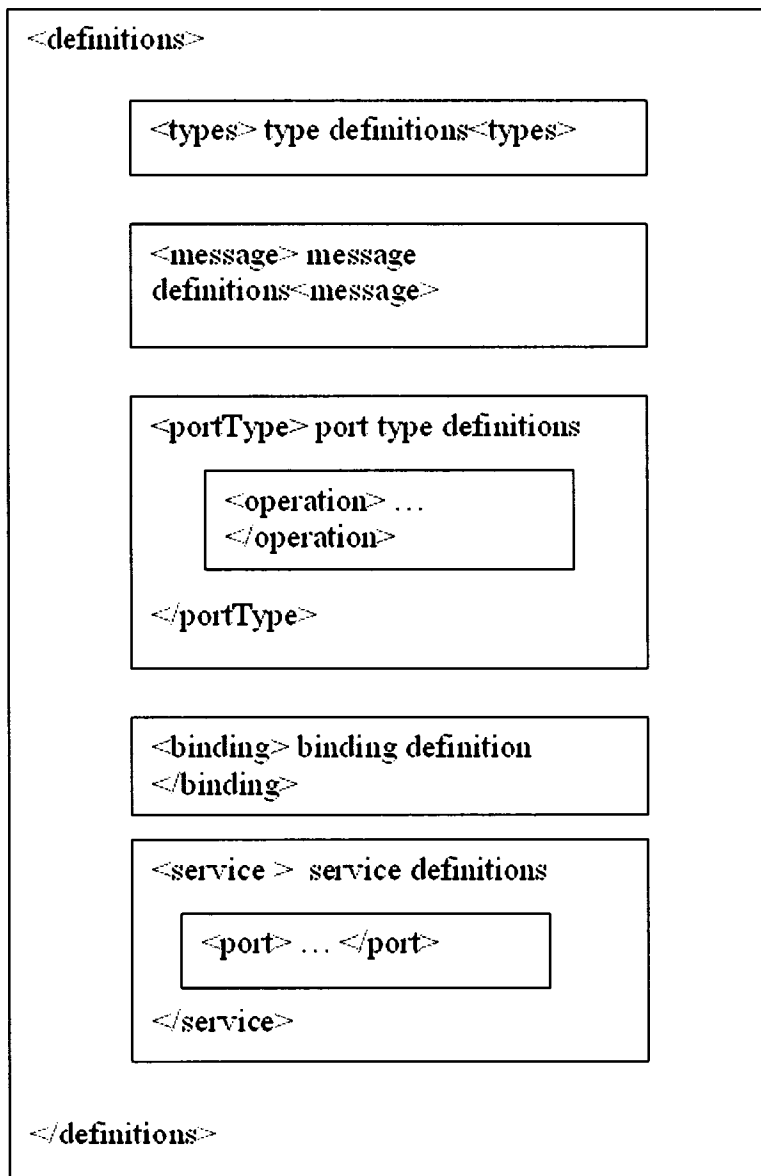 <definitions>
<types> type definitions<types>
<message> message
definitions<message>
<portType> port type definitions
<operation> ...
</operation>
</portType>
<binding> binding definition
</binding>
<service > service definitions
<port> ... </port>
</service>
</definitions>